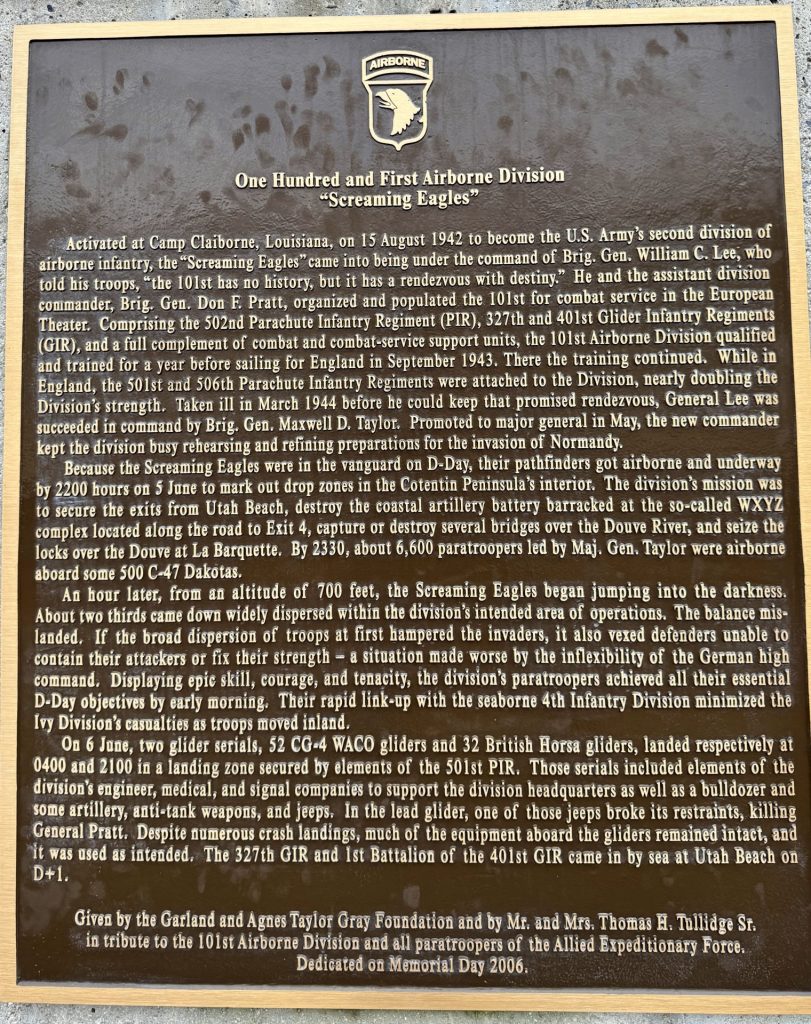 AIRBORNE
One Hundred and First Airborne Division
“Screaming Eagles”
Activated at Camp Claiborne, Louisiana, on 15 August 1942 to become the U.S. Army’s second division of
airborne infantry, the “Screaming Eagles” came into being under the command of Brig. Gen. William C. Lee, who
told his troops, “the 101st has no history, but it has a rendezvous with destiny.” He and the assistant division
commander, Brig. Gen. Don F. Pratt, organized and populated the 101st for combat service in the European
Theater. Comprising the 502nd Parachute Infantry Regiment (PIR), 327th and 401st Glider Infantry Regiments
(GIR), and a full complement of combat and combat-service support units, the 101st Airborne Division qualified
and trained for a year before sailing for England in September 1943. There the training continued. While in
England, the 501st and 506th Parachute Infantry Regiments were attached to the Division, nearly doubling the
Division’s strength. Taken ill in March 1944 before he could keep that promised rendezvous, General Lee was
succeeded in command by Brig. Gen. Maxwell D. Taylor. Promoted to major general in May, the new commander
kept the division busy rehearsing and refining preparations for the invasion of Normandy.
Because the Screaming Eagles were in the vanguard on D-Day, their pathfinders got airborne and underway
by 2200 hours on 5 June to mark out drop zones in the Cotentin Peninsula’s interior. The division’s mission was
to secure the exits from Utah Beach, destroy the coastal artillery battery barracked at the so-called WXYZ
complex located along the road to Exit 4, capture or destroy several bridges over the Douve River, and seize the
locks over the Douve at La Barquette. By 2330, about 6,600 paratroopers led by Maj. Gen. Taylor were airborne
aboard some 500 C-47 Dakotas.
An hour later, from an altitude of 700 feet, the Screaming Eagles began jumping into the darkness.
About two thirds came down widely dispersed within the division’s intended area of operations. The balance mis-
landed. If the broad dispersion of troops at first hampered the invaders, it also vexed defenders unable to
contain their attackers or fix their strength – a situation made worse by the inflexibility of the German high
command. Displaying epic skill, courage, and tenacity, the division’s paratroopers achieved all their essential
D-Day objectives by early morning. Their rapid link-up with the seaborne 4th Infantry Division minimized the
Ivy Division’s casualties as troops moved inland.
On 6 June, two glider serials, 52 CG-4 WACO gliders and 32 British Horsa gliders, landed respectively at
0400 and 2100 in a landing zone secured by elements of the 501st PIR. Those serials included elements of the
division’s engineer, medical, and signal companies to support the division headquarters as well as a bulldozer and
some artillery, anti-tank weapons, and jeeps. In the lead glider, one of those jeeps broke its restraints, killing
General Pratt. Despite numerous crash landings, much of the equipment aboard the gliders remained intact, and
it was used as intended. The 327th GIR and 1st Battalion of the 401st GIR came in by sea at Utah Beach on
D+1.
Given by the Garland and Agnes Taylor Gray Foundation and by Mr. and Mrs. Thomas H. Tullidge Sr.
in tribute to the 101st Airborne Division and all paratroopers of the Allied Expeditionary Force.
Dedicated on Memorial Day 2006.